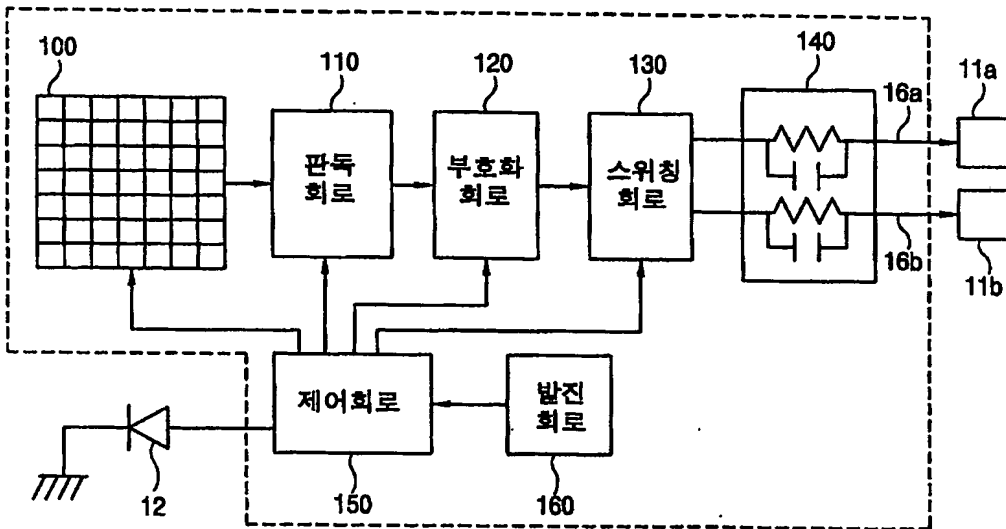 100
110
120
130
140
11a
16a
판독
회로
부호화
회로
스위칭
회로
16b
11b
제어회로
발진
회로
12
150
160